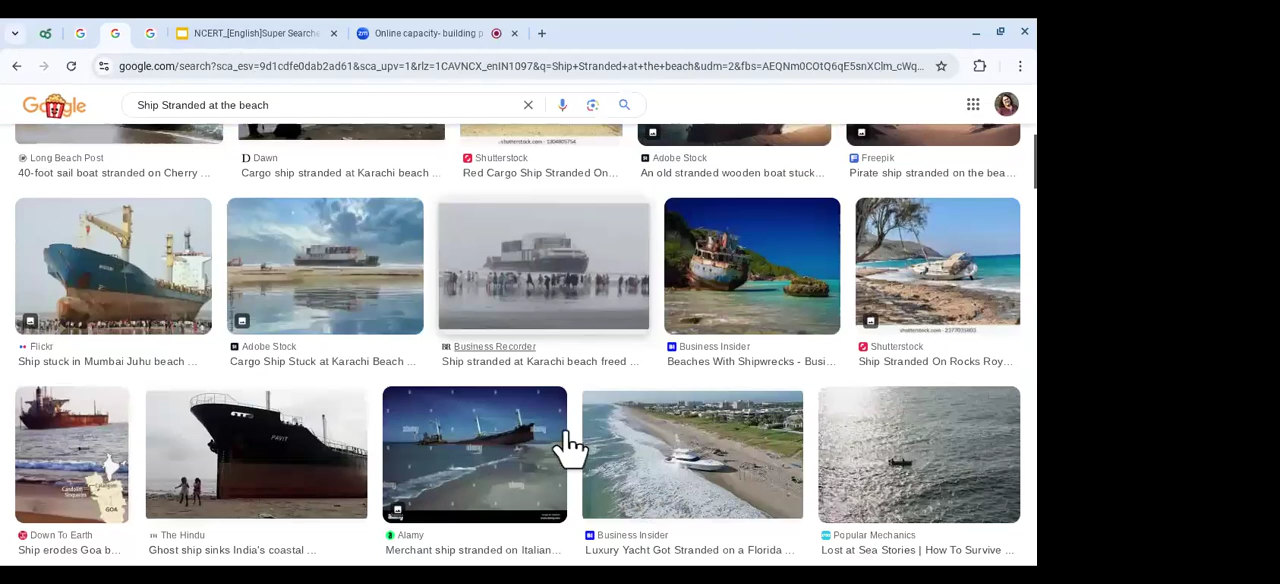 NCERT_[English]Super Searche
Online capacity- building p
google.com/search?sca_esv=9d1cdfe0dab2ad61&sca_upv=1&rlz=1CAVNCX_enIN1097&q=Ship+Stranded+at+the+beach&udm=2&fbs=AEQNm0COtQ6qE5snXClm_cWq...
Ship Stranded at the beach
Long Beach Post
Dawn
Shutterstock
Adobe Stock
Freepik
40-foot sail boat stranded on Cherry ...
Cargo ship stranded at Karachi beach ...
Red Cargo Ship Stranded On...
An old stranded wooden boat stuck...
Pirate ship stranded on the bea...
Flickr
Adobe Stock
Business Recorder
Business Insider
Shutterstock
Ship stuck in Mumbai Juhu beach ...
Cargo Ship Stuck at Karachi Beach ...
Ship stranded at Karachi beach freed ...
Beaches With Shipwrecks - Busi...
Ship Stranded On Rocks Roy...
PAVIT
GOA
Down To Earth
The Hindu
Alamy
Business Insider
Popular Mechanics
Ship erodes Goa b...
Ghost ship sinks India's coastal ...
Merchant ship stranded on Italian...
Luxury Yacht Got Stranded on a Florida ...
Lost at Sea Stories | How To Survive ...